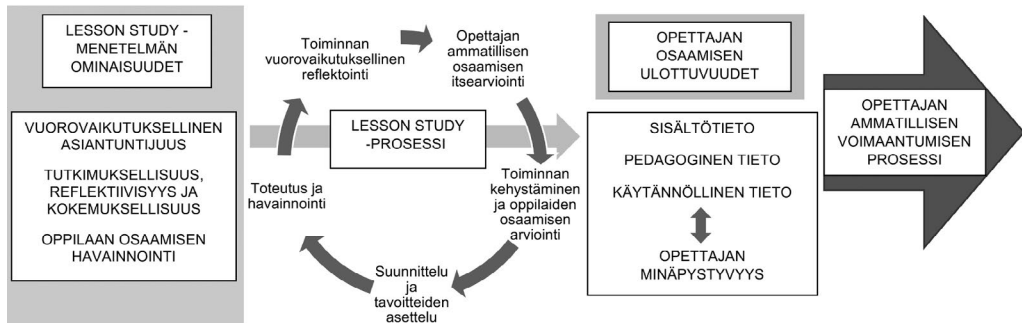 LESSON STUDY -
MENETELMÄN
OMINAISUUDET
VUOROVAIKUTUKSELLINEN
ASIANTUNTIJUUS
TUTKIMUKSELLISUUS,
REFLEKTIIVISYYS JA
KOKEMUKSELLISUUS
OPPILAAN OSAAMISEN
HAVAINNOINTI
Toiminnan
vuorovaikutuksellinen
reflektointi
Opettajan
ammatillisen
osaamisen
itsearviointi
LESSON STUDY
-PROSESSI
Toteutus ja
havainnointi
Toiminnan
kehystäminen
ja oppilaiden
osaamisen
arviointi
Suunnittelu
ja
tavoitteiden
asettelu
OPETTAJAN
OSAAMISEN
ULOTTUVUUDET
SISÄLTÖTIETO
PEDAGOGINEN TIETO
KÄYTÄNNÖLLINEN TIETO
OPETTAJAN
MINÄPYSTYVYYS
OPETTAJAN
AMMATILLISEN
VOIMAANTUMISEN
PROSESSI